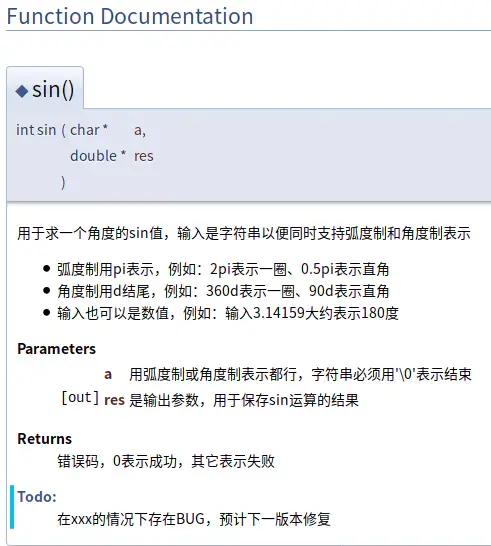 Function Documentation
◆ sin()
int sin ( char * a,
double * res
)
用于求一个角度的sin值，输入是字符串以便同时支持弧度制和角度制表示
● 弧度制用pi表示，例如：2pi表示一圈、0.5pi表示直角
● 角度制用d结尾，例如：360d表示一圈、90d表示直角
● 输入也可以是数值，例如：输入3.14159大约表示180度
Parameters
a 用弧度制或角度制表示都行，字符串必须用'\0'表示结束
[out] res 是输出参数，用于保存sin运算的结果
Returns
错误码，0表示成功，其它表示失败
Todo:
在xxx的情况下存在BUG，预计下一版本修复